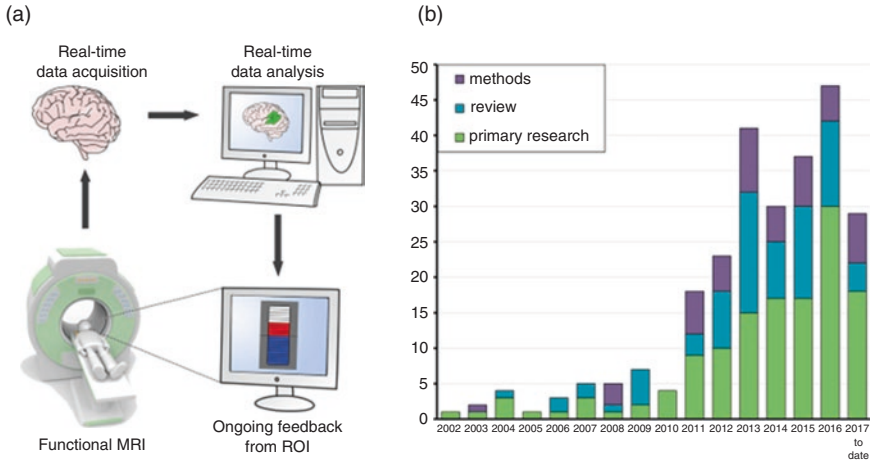 (a)
Real-time
data acquisition
Real-time
data analysis
Functional MRI
Ongoing feedback
from ROI
(b)
50
45
40
35
30
25
20
15
10
5
0
methods
review
primary research
2002 2003 2004 2005 2006 2007 2008 2009 2010 2011 2012 2013 2014 2015 2016 2017
to
date